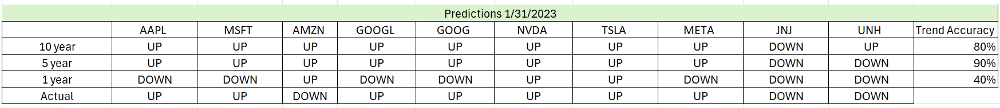 Predictions 1/31/2023
AAPL MSFT AMZN GOOGL GOOG NVDA TSLA META JNJ UNH Trend Accuracy
10 year UP UP UP UP UP UP UP UP DOWN UP 80%
5 year UP UP UP UP UP UP UP UP DOWN DOWN 90%
1 year DOWN DOWN UP DOWN DOWN UP UP DOWN DOWN DOWN 40%
Actual UP UP DOWN UP UP UP UP UP DOWN DOWN